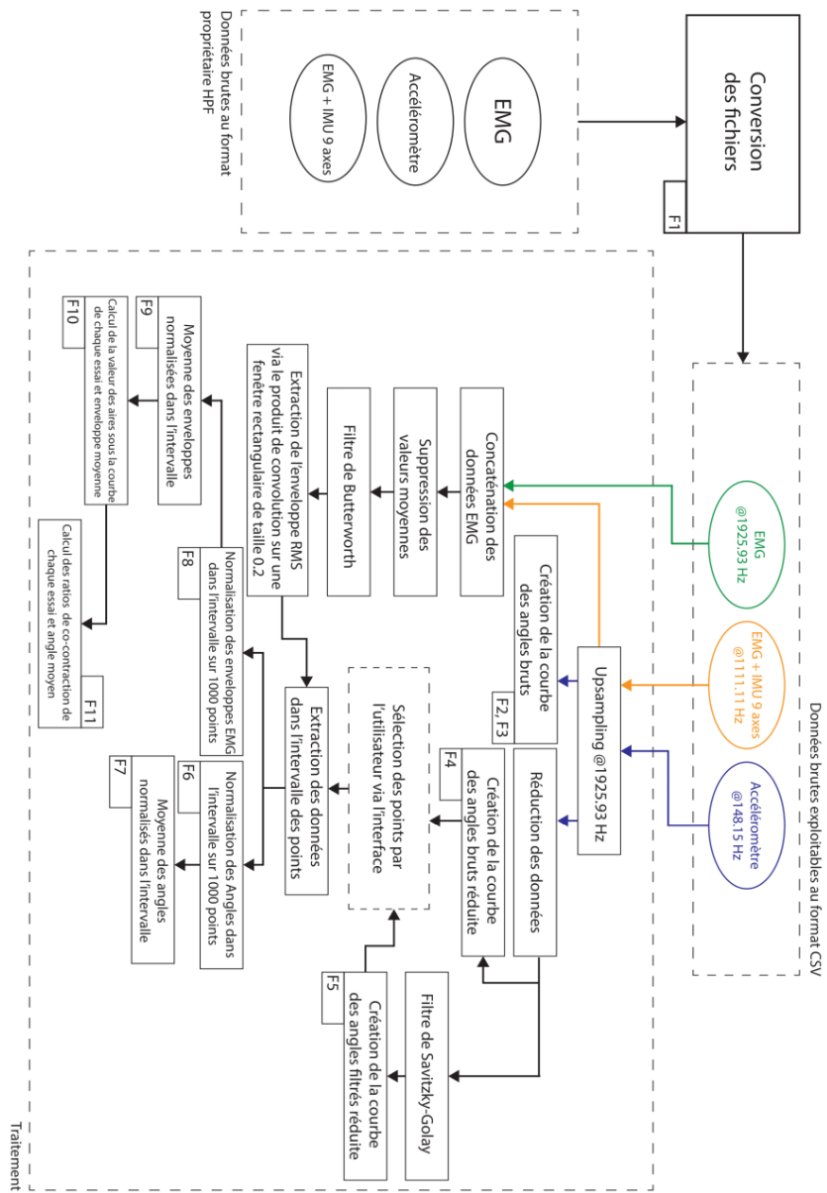 Conversion
des fichiers
F1
EMG
Accéléromètre
EMG + IMU 9 axes
Données brutes au format
propriétaire HPF
Données brutes exploitables au format CSV
EMG
@1925.93 Hz
EMG + IMU 9 axes
@1111.11 Hz
Accéléromètre
@148.15 Hz
Upsampling @1925.93 Hz
Concaténation des
données EMG
Suppression des
valeurs moyennes
Filtre de Butterworth
Extraction de l'enveloppe RMS
via le produit de convolution sur une
fenêtre rectangulaire de taille 0.2
Création de la courbe
des angles bruts
F2, F3
Réduction des données
Création de la courbe
des angles bruts réduite
F4
Filtre de Savitzky-Golay
Création de la courbe
des angles filtrés réduite
F5
Sélection des points par
l'utilisateur via l'interface
Extraction des données
dans l'intervalle des points
Normalisation des enveloppes EMG
dans l'intervalle sur 1000 points
F8
Normalisation des Angles dans
l'intervalle sur 1000 points
F6
Moyenne des angles
normalisés dans l'intervalle
F7
Moyenne des enveloppes
normalisées dans l'intervalle
F9
Calcul de la valeur des aires sous la courbe
de chaque essai et enveloppe moyenne
F10
Calcul des ratios de co-contraction de
chaque essai et angle moyen
F11
Traitement